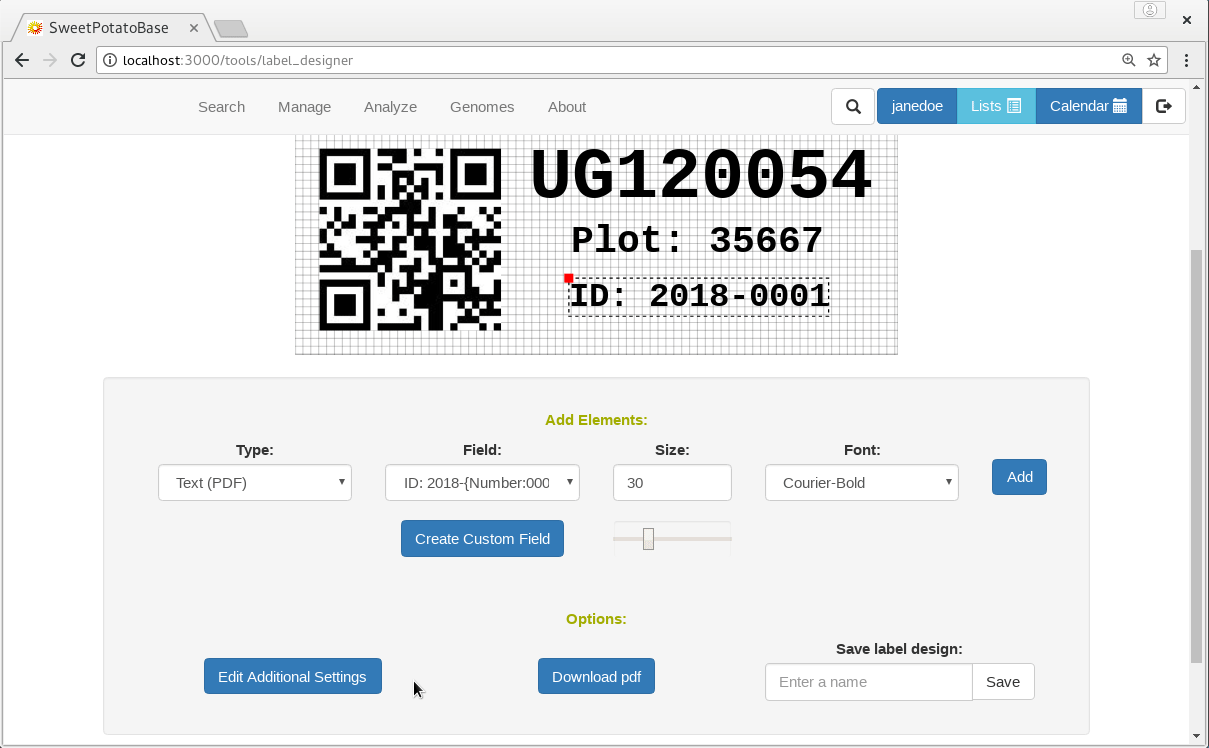 SweetPotatoBase
localhost:3000/tools/label_designer
Search Manage Analyze Genomes About janedoe Lists Calendar
UG120054
Plot: 35667
ID: 2018-0001
Add Elements:
Type: Field: Size: Font:
Text (PDF) ID: 2018-{Number:000 30 Courier-Bold Add
Create Custom Field
Options:
Save label design:
Edit Additional Settings Download pdf Enter a name Save